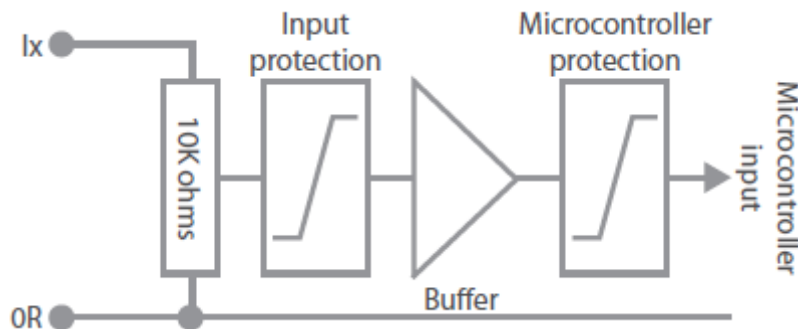 Input
protection
Microcontroller
protection
Ix
10K ohms
Microcontroller
input
Buffer
0R